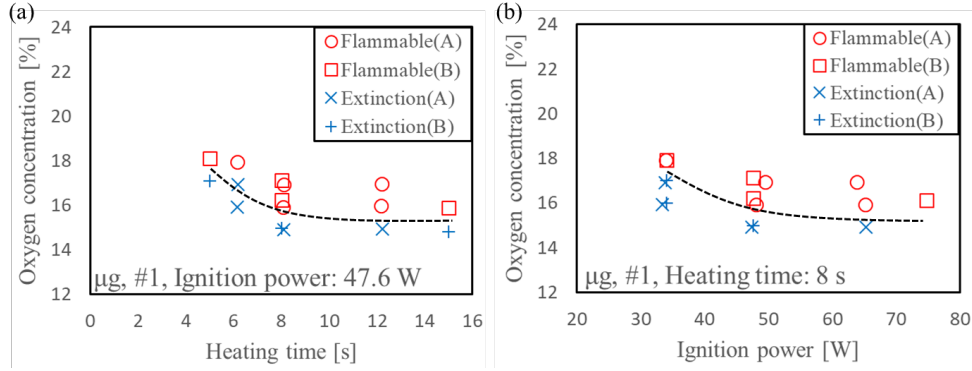 (a)
Oxygen concentration [%]
24
22
20
18
16
14
12
Flammable(A)
Flammable(B)
Extinction(A)
Extinction(B)
μg, #1, Ignition power: 47.6 W
0 2 4 6 8 10 12 14 16
Heating time [s]
(b)
Oxygen concentration [%]
24
22
20
18
16
14
12
Flammable(A)
Flammable(B)
Extinction(A)
Extinction(B)
μg, #1, Heating time: 8 s
20 30 40 50 60 70 80
Ignition power [W]